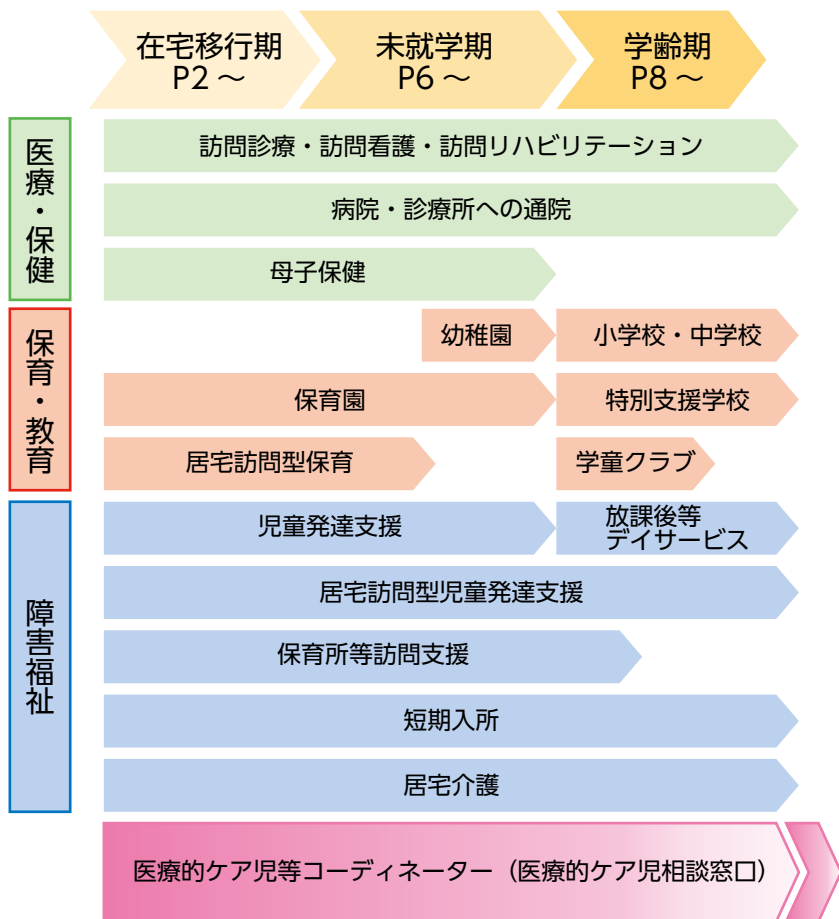 在宅移行期
P2 ～
未就学期
P6 ～
学齢期
P8 ～
医療・保健
訪問診療・訪問看護・訪問リハビリテーション
病院・診療所への通院
母子保健
保育・教育
幼稚園
小学校・中学校
保育園
特別支援学校
居宅訪問型保育
学童クラブ
障害福祉
児童発達支援
放課後等
デイサービス
居宅訪問型児童発達支援
保育所等訪問支援
短期入所
居宅介護
医療的ケア児等コーディネーター（医療的ケア児相談窓口）